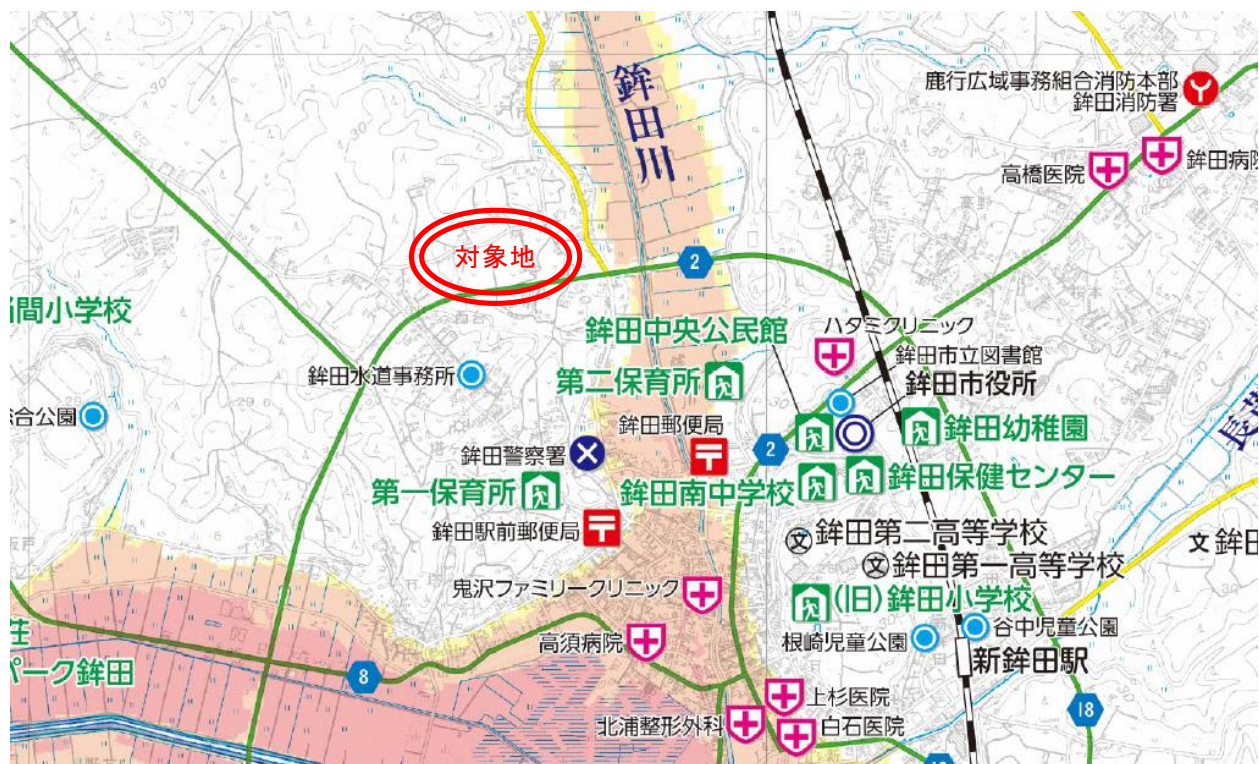 鉾田川
鹿行広域事務組合消防本部
鉾田消防署
高橋医院
鉾田病院
対象地
2
間小学校
鉾田中央公民館
ハタミクリニック
鉾田市立図書館
鉾田水道事務所
第二保育所
鉾田市役所
総合公園
鉾田郵便局
鉾田幼稚園
鉾田警察署
2
第一保育所
鉾田南中学校
鉾田保健センター
鉾田駅前郵便局
鉾田第二高等学校
文
文 鉾田
文
鉾田第一高等学校
鬼沢ファミリークリニック
(旧)鉾田小学校
荘
谷中児童公園
高須病院
根崎児童公園
パーク鉾田
新鉾田駅
8
上杉医院
北浦整形外科
白石医院
18